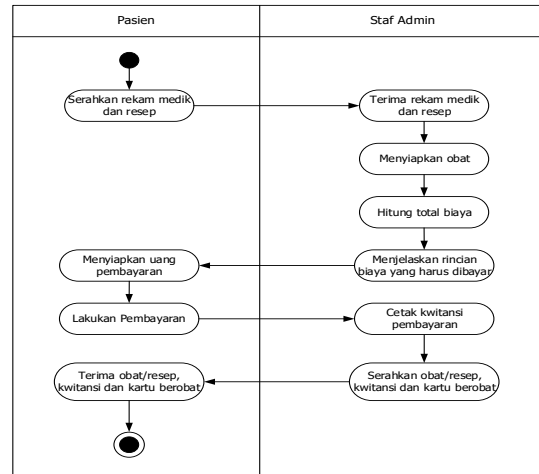 Pasien
Staf Admin
Serahkan rekam medik
dan resep
Terima rekam medik
dan resep
Menyiapkan obat
Hitung total biaya
Menyiapkan uang
pembayaran
Menjelaskan rincian
biaya yang harus dibayar
Lakukan Pembayaran
Cetak kwitansi
pembayaran
Terima obat/resep,
kwitansi dan kartu berobat
Serahkan obat/resep,
kwitansi dan kartu berobat